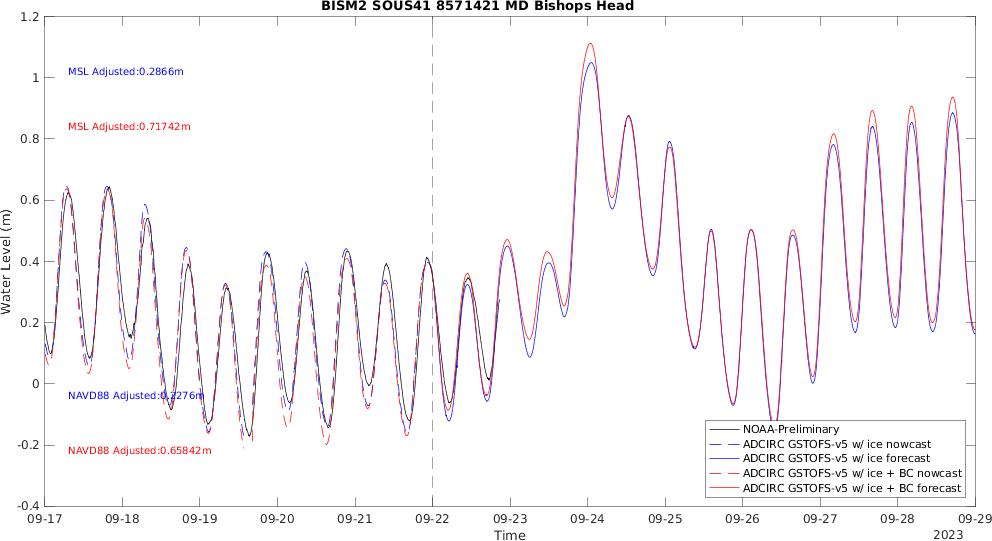 BISM2 SOUS41 8571421 MD Bishops Head
1.2
1
0.8
0.6
0.4
0.2
0
-0.2
-0.4
Water Level (m)
MSL Adjusted:0.2866m
MSL Adjusted:0.71742m
NAVD88 Adjusted:0.2276m
NAVD88 Adjusted:0.65842m
NOAA-Preliminary
ADCIRC GSTOFS-v5 w/ ice nowcast
ADCIRC GSTOFS-v5 w/ ice forecast
ADCIRC GSTOFS-v5 w/ ice + BC nowcast
ADCIRC GSTOFS-v5 w/ ice + BC forecast
09-17 09-18 09-19 09-20 09-21 09-22 09-23 09-24 09-25 09-26 09-27 09-28 09-29
Time
2023